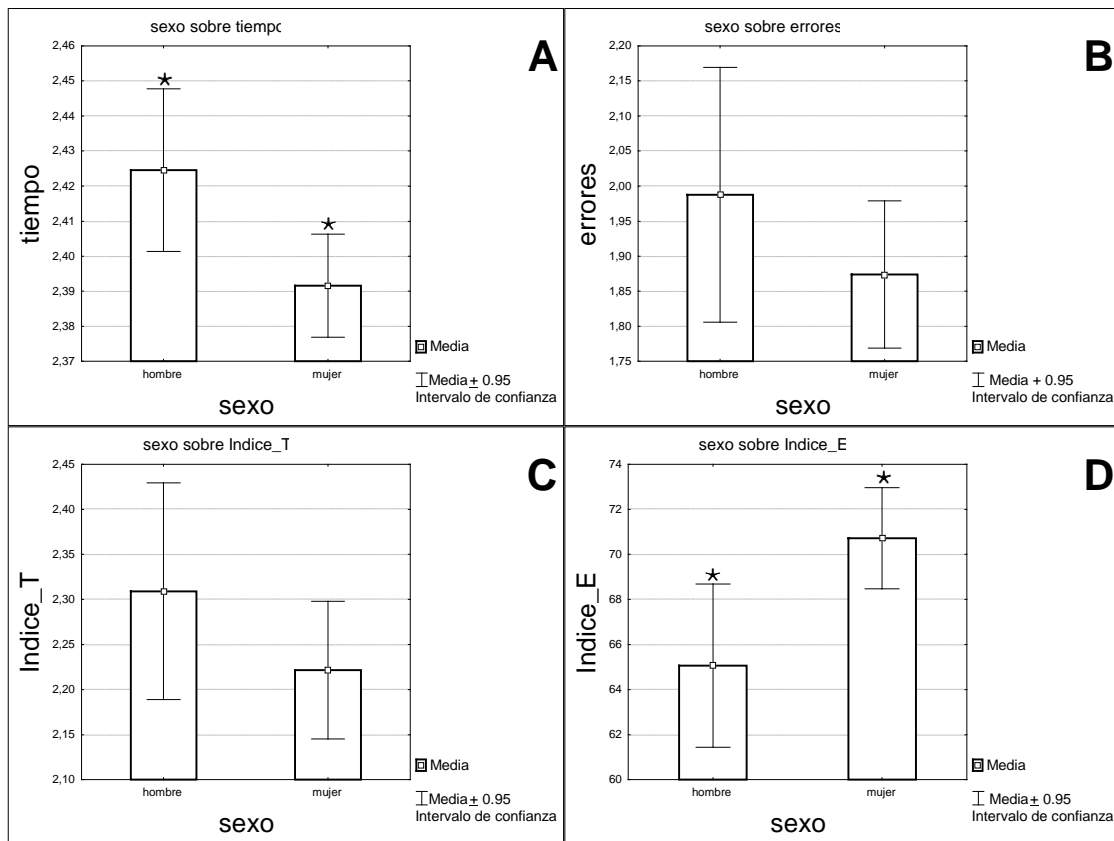 sexo sobre tiempo
A
2,46
2,45
2,44
2,43
2,42
2,41
2,40
2,39
2,38
2,37
tiempo
hombre
mujer
sexo
Media
Media ± 0.95
Intervalo de confianza
sexo sobre errores
B
2,20
2,15
2,10
2,05
2,00
1,95
1,90
1,85
1,80
1,75
errores
hombre
mujer
sexo
Media
Media + 0.95
Intervalo de confianza
sexo sobre Indice_T
C
2,45
2,40
2,35
2,30
2,25
2,20
2,15
2,10
Indice_T
hombre
mujer
sexo
Media
Media ± 0.95
Intervalo de confianza
sexo sobre Indice_E
D
74
72
70
68
66
64
62
60
Indice_E
hombre
mujer
sexo
Media
Media ± 0.95
Intervalo de confianza